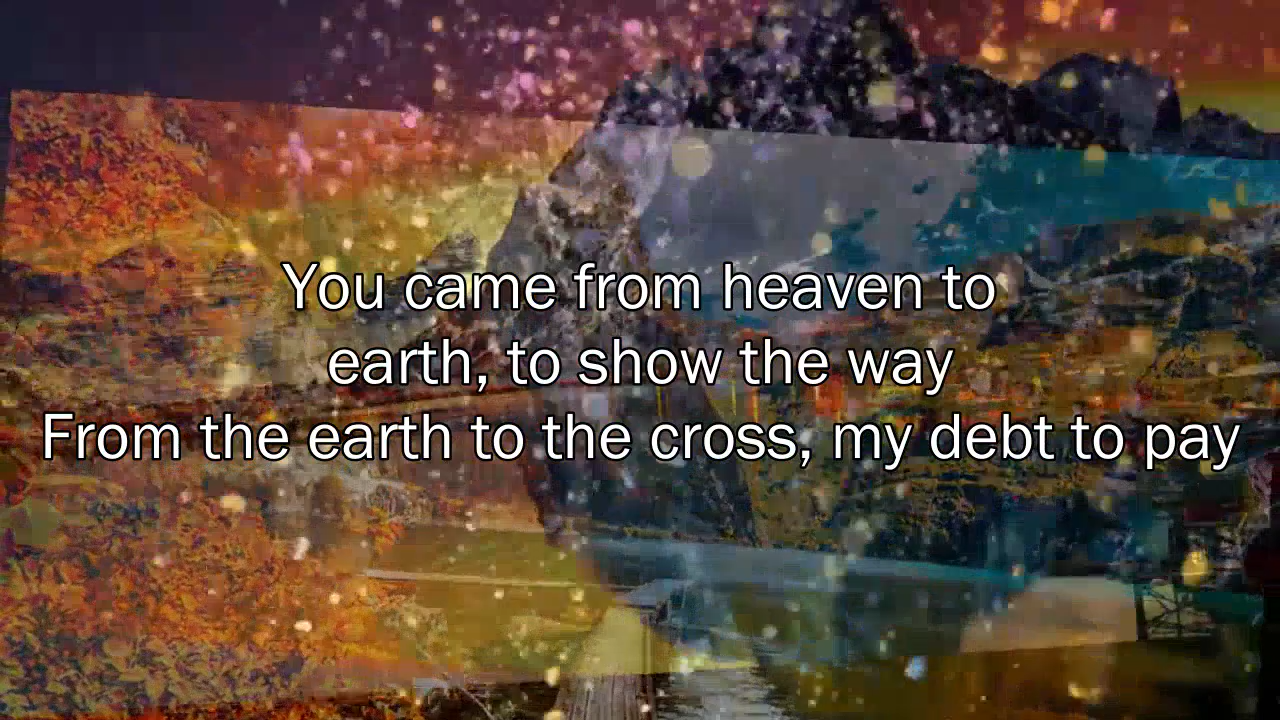 You came from heaven to
earth, to show the way
From the earth to the cross, my debt to pay